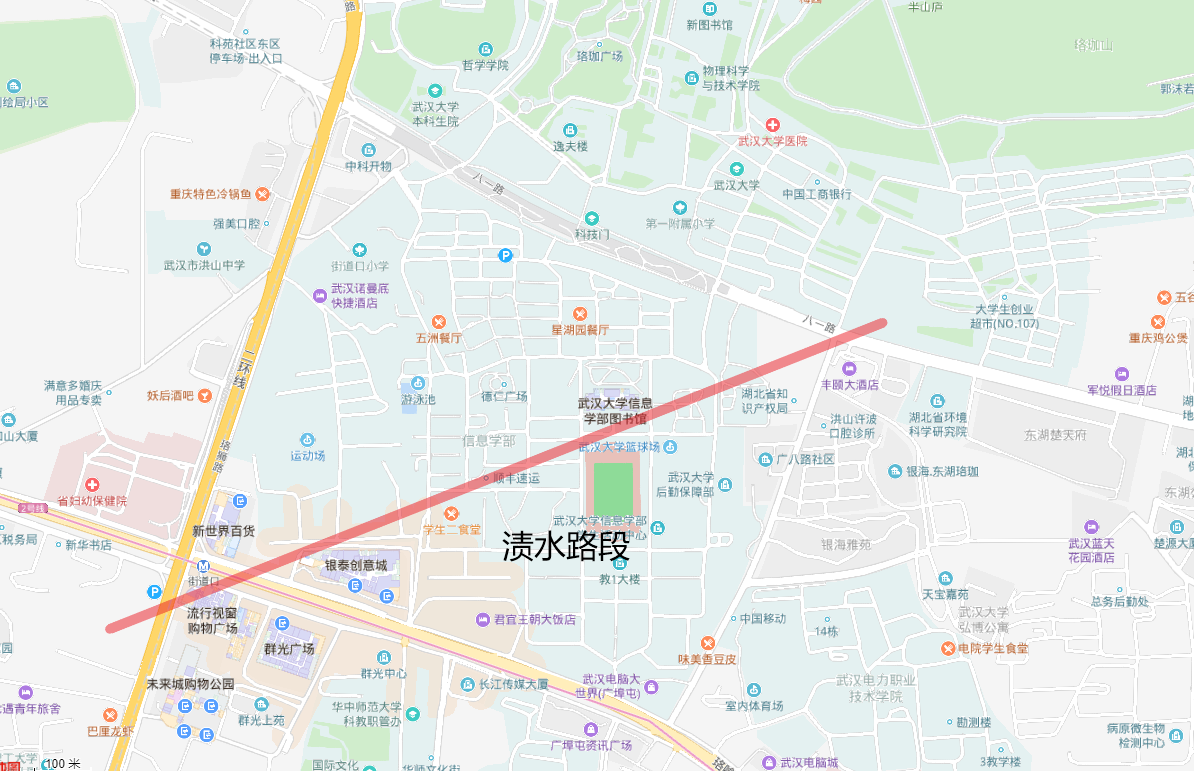 路
新图书馆
半山庐
科苑社区东区
停车场-出入口
哲学学院
珞珈广场
珞珈山
物理科学
与技术学院
绘局小区
郭沫若
武汉大学
本科生院
逸夫楼
武汉大学医院
中科开物
八一路
武汉大学
中国工商银行
重庆特色冷锅鱼
强美口腔
科技门
第一附属小学
武汉市洪山中学
街道口小学
P
武汉诺曼底
快捷酒店
五洲餐厅
星湖园餐厅
八一路
大学生创业
超市(NO.107)
重庆鸡公煲
二环线
丰颐大酒店
军悦假日酒店
满意多婚庆
用品专卖
妖后酒吧
游泳池
德仁广场
武汉大学信息
学部图书馆
湖北省知
识产权局
洪山许波
口腔诊所
湖北省环境
科学研究院
东湖楚天府
信息学部
武汉大学篮球场
运动场
珞狮路
顺丰速运
武汉大学
后勤保障部
广八路社区
银海.东湖珞珈
省妇幼保健院
2号线
新世界百货
学生二食堂
武汉大学信息学部
渍水路段
银海雅苑
武汉蓝天
花园酒店
楚源大厦
税务局
新华书店
街道口
银泰创意城
教1大楼
天宝嘉苑
总务后勤处
P
流行视窗
购物广场
君宜王朝大饭店
中国移动
14栋
武汉大学
弘博公寓
群光广场
味美香豆皮
电院学生食堂
未来城购物公园
群光中心
长江传媒大厦
武汉电脑大
世界(广埠屯)
武汉电力职业
技术学院
遇青年旅舍
群光上苑
华中师范大学
科教职管办
室内体育场
勘测楼
巴厘龙虾
广埠屯资讯广场
病原微生物
检测中心
100 米
国际文化
华师文化街
武汉电脑城
3教学楼